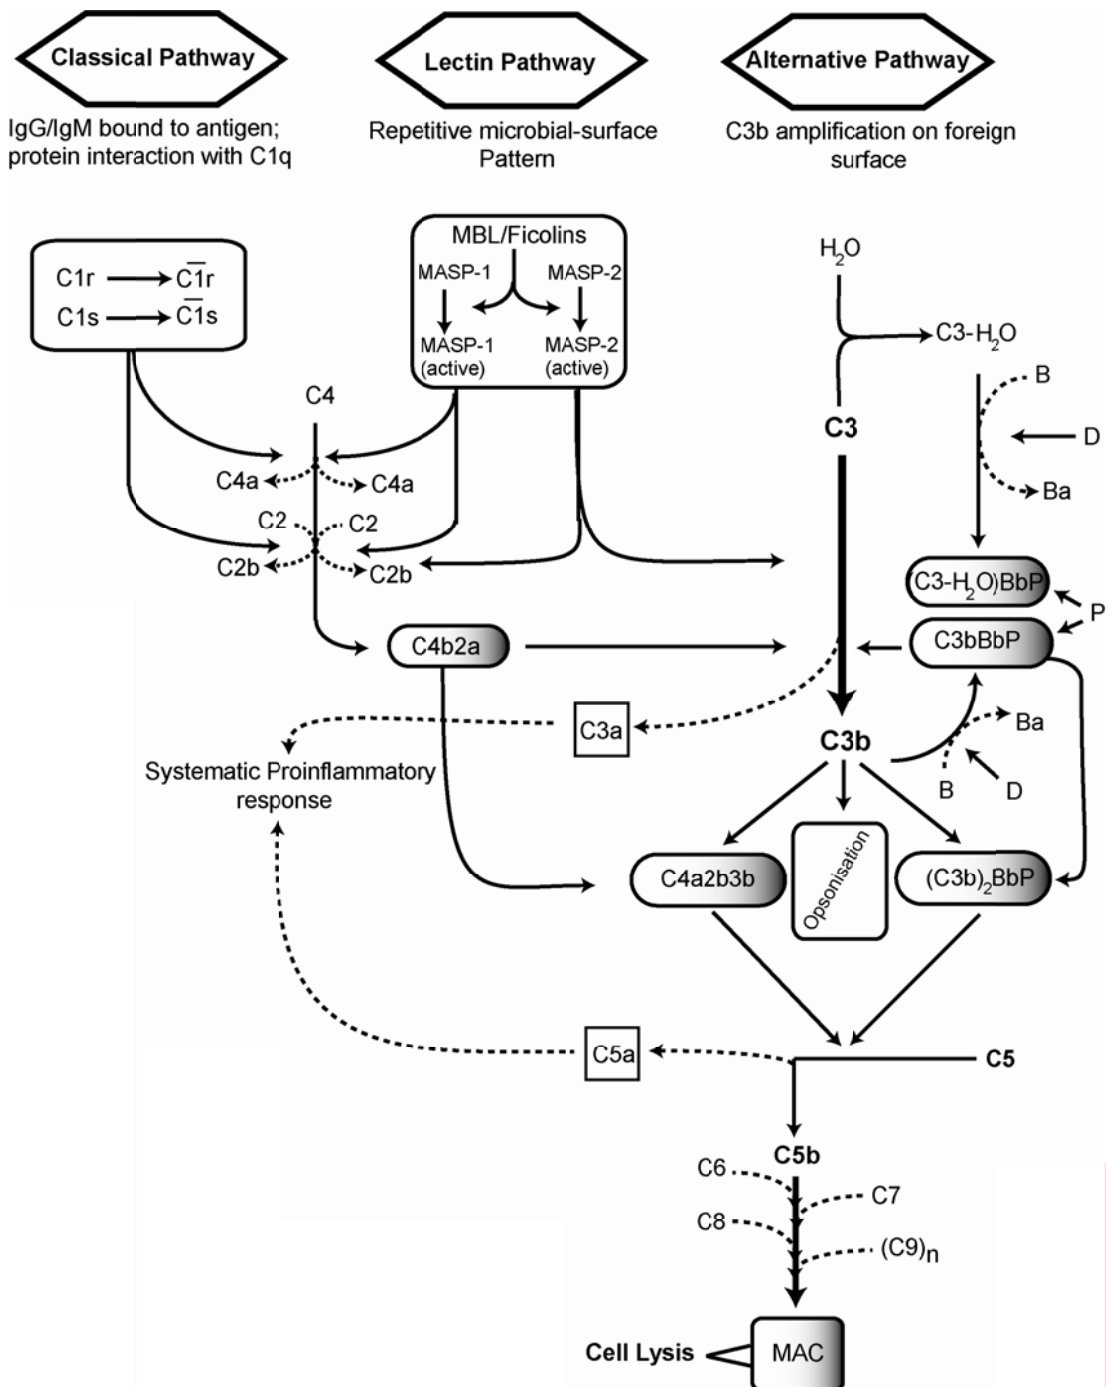 Classical Pathway
Lectin Pathway
Alternative Pathway
IgG/IgM bound to antigen;
protein interaction with C1q
Repetitive microbial-surface
Pattern
C3b amplification on foreign
surface
MBL/Ficolins
MASP-1
MASP-2
MASP-1
(active)
MASP-2
(active)
C1r
C̅1̅r
C1s
C̅1̅s
H₂O
C3-H₂O
C3
B
D
Ba
C4
C4a
C4a
C2
C2
C2b
C2b
(C3-H₂O)BbP
P
C4b2a
C3bBbP
C3a
C3b
Ba
B
D
Systematic Proinflammatory
response
C4a2b3b
Opsonisation
(C3b)₂BbP
C5a
C5
C5b
C6
C7
C8
(C9)n
Cell Lysis
MAC